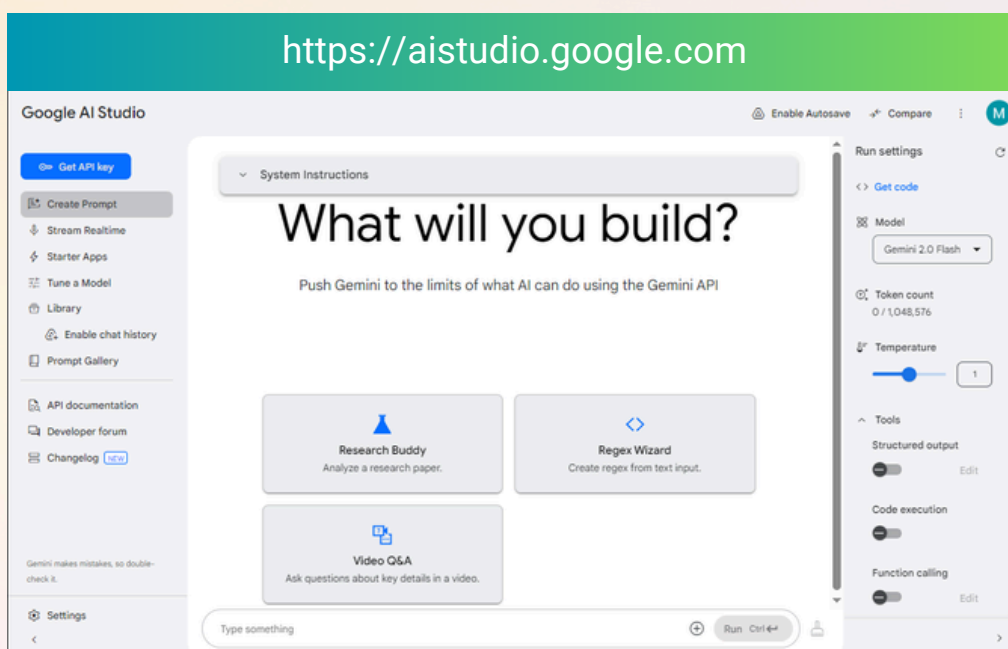 https://aistudio.google.com
Google AI Studio
Enable Autosave
Compare
M
Get API key
Create Prompt
Stream Realtime
Starter Apps
Tune a Model
Library
Enable chat history
Prompt Gallery
API documentation
Developer forum
Changelog NEW
Gemini makes mistakes, so double-
check it.
Settings
System Instructions
What will you build?
Push Gemini to the limits of what AI can do using the Gemini API
Research Buddy
Analyze a research paper.
Regex Wizard
Create regex from text input.
Video Q&A
Ask questions about key details in a video.
Type something
Run Ctrl
Run settings
Get code
Model
Gemini 2.0 Flash
Token count
0 / 1,048,576
Temperature
1
Tools
Structured output
Edit
Code execution
Function calling
Edit